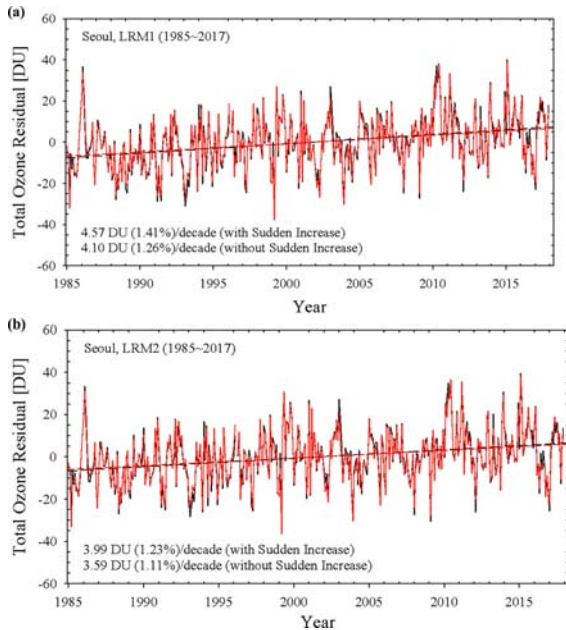 (a)
60
Seoul, LRM1 (1985~2017)
40
20
0
-20
-40
-60
Total Ozone Residual [DU]
4.57 DU (1.41%)/decade (with Sudden Increase)
4.10 DU (1.26%)/decade (without Sudden Increase)
1985 1990 1995 2000 2005 2010 2015
Year
(b)
60
Seoul, LRM2 (1985~2017)
40
20
0
-20
-40
-60
Total Ozone Residual [DU]
3.99 DU (1.23%)/decade (with Sudden Increase)
3.59 DU (1.11%)/decade (without Sudden Increase)
1985 1990 1995 2000 2005 2010 2015
Year